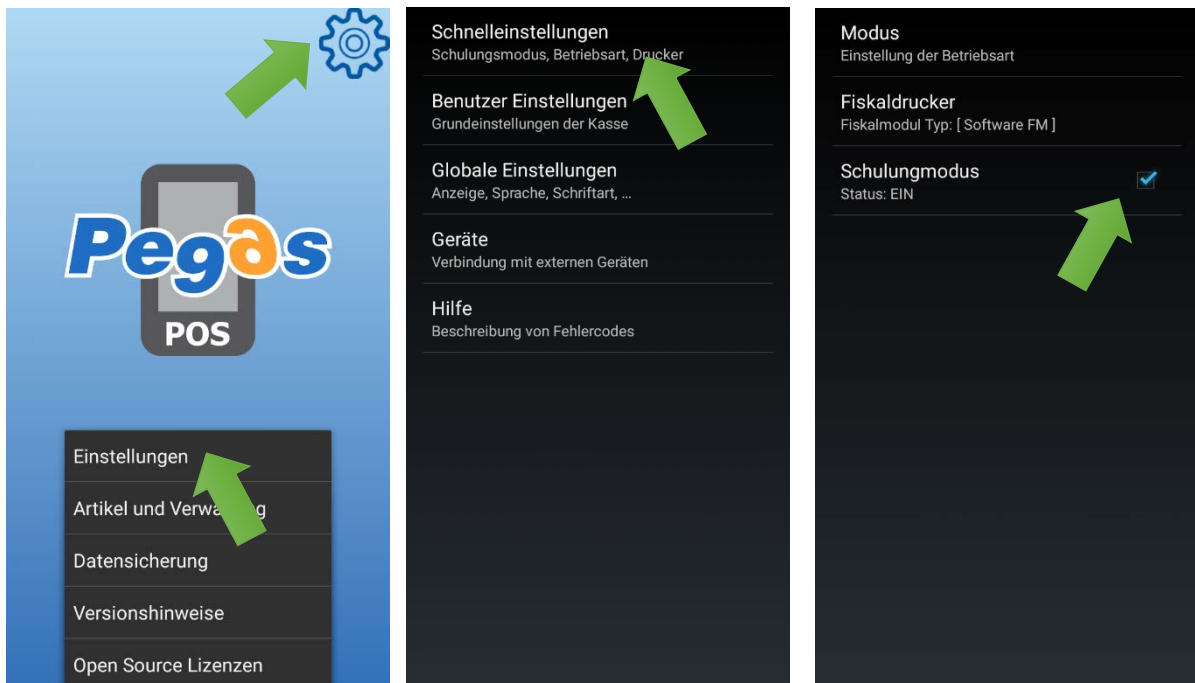 Pegas
POS
Einstellungen
Artikel und
Datensicherung
Versionshinweise
Open Source Lizenzen
Schnelleinstellungen
Schulungsmodus, Betriebsart, Drucker
Benutzer Einstellungen
Grundeinstellungen der Kasse
Globale Einstellungen
Anzeige, Sprache, Schriftart, ...
Geräte
Verbindung mit externen Geräten
Hilfe
Beschreibung von Fehlercodes
Modus
Einstellung der Betriebsart
Fiskaldrucker
Fiskalmodul Typ: [ Software FM ]
Schulungmodus
Status: EIN